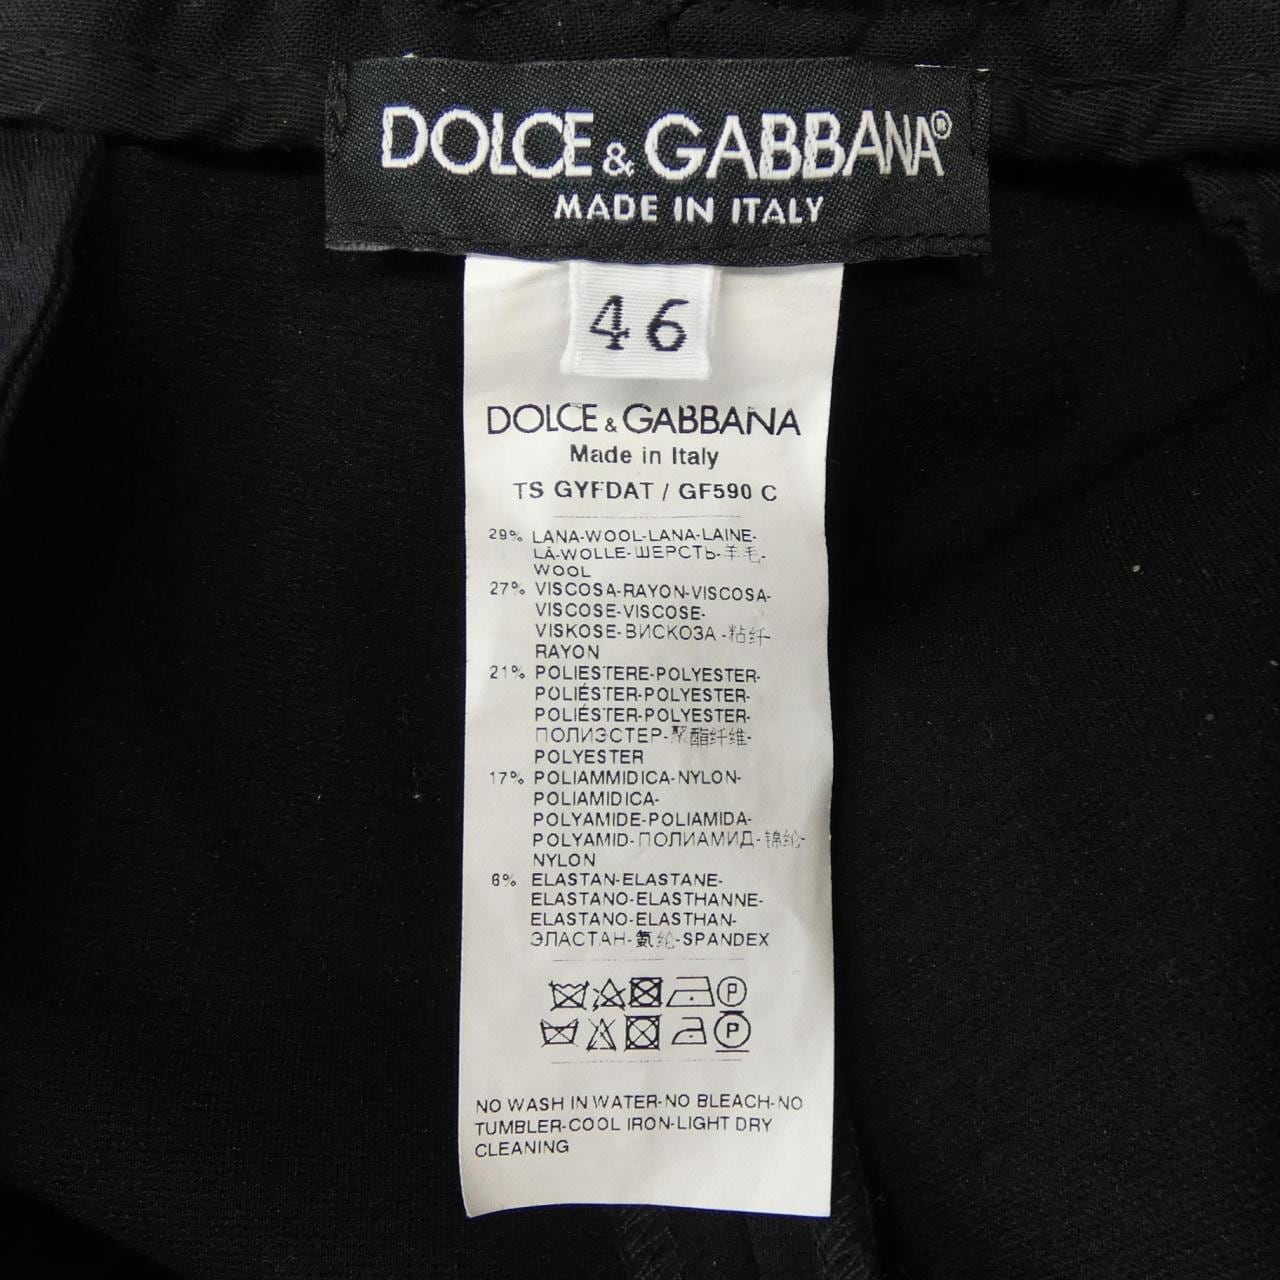 DOLCE & GABBANA®
MADE IN ITALY
46
DOLCE & GABBANA
Made in Italy
TS GYFDAT / GF590 C
29% LANA-WOOL-LANA-LAINE-
LÃ-WOLLE-ШЕРСТЬ-羊毛-
WOOL
27% VISCOSA-RAYON-VISCOSA-
VISCOSE-VISCOSE-
VISKOSE-ВИСКОЗА-粘纤-
RAYON
21% POLIESTERE-POLYESTER-
POLIÉSTER-POLYESTER-
POLIÉSTER-POLYESTER-
ПОЛИЭСТЕР-聚酯纤维-
POLYESTER
17% POLIAMMIDICA-NYLON-
POLIAMIDICA-
POLYAMIDE-POLIAMIDA-
POLYAMID-ПОЛИАМИД-锦纶-
NYLON
6% ELASTAN-ELASTANE-
ELASTANO-ELASTHANNE-
ELASTANO-ELASTHAN-
ЭЛАСТАН-氨纶-SPANDEX
P
P
NO WASH IN WATER-NO BLEACH-NO
TUMBLER-COOL IRON-LIGHT DRY
CLEANING